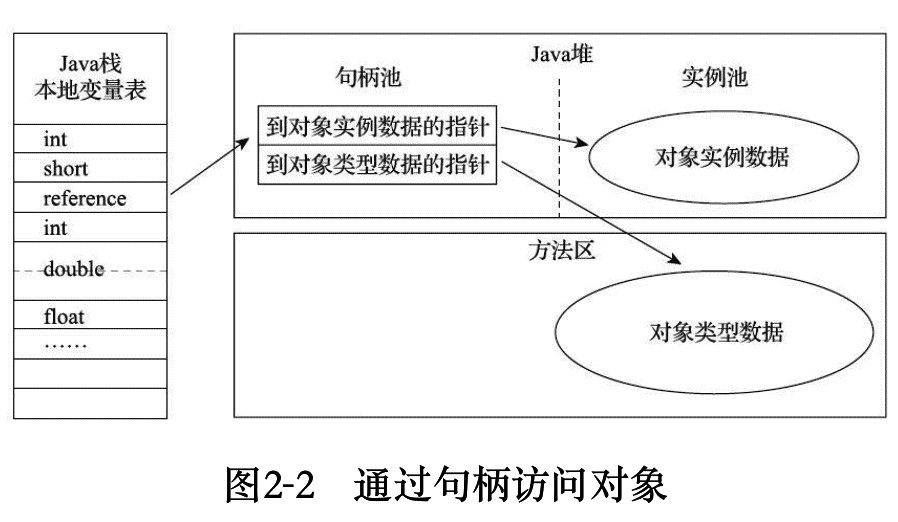 Java栈
本地变量表
int
short
reference
int
double
float
……
Java堆
句柄池
实例池
到对象实例数据的指针
到对象类型数据的指针
对象实例数据
方法区
对象类型数据
图2-2 通过句柄访问对象